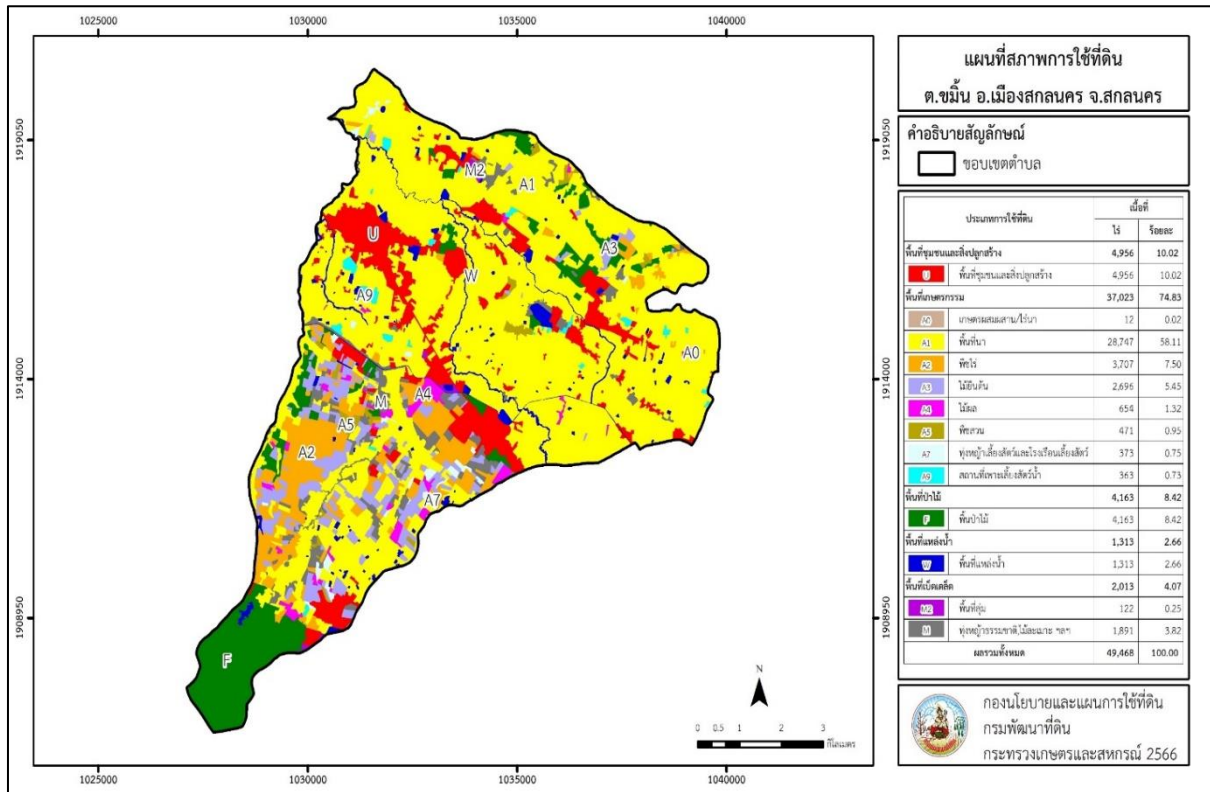 1025000 1030000 1035000 1040000
1919050 1919050
1914000 1914000
1908950 1908950
M2
A1
U
A3
W
A9
A0
A4
M
A5
A2
A7
F
N
0 0.5 1 2 3
กิโลเมตร
1025000 1030000 1035000 1040000
แผนที่สภาพการใช้ที่ดิน
ต.ขมิ้น อ.เมืองสกลนคร จ.สกลนคร
คำอธิบายสัญลักษณ์
ขอบเขตตำบล
ประเภทการใช้ที่ดิน เนื้อที่
ไร่ ร้อยละ
พื้นที่ชุมชนและสิ่งปลูกสร้าง 4,956 10.02
U พื้นที่ชุมชนและสิ่งปลูกสร้าง 4,956 10.02
พื้นที่เกษตรกรรม 37,023 74.83
A0 เกษตรผสมผสาน/ไร่นา 12 0.02
A1 พื้นที่นา 28,747 58.11
A2 พืชไร่ 3,707 7.50
A3 ไม้ยืนต้น 2,696 5.45
A4 ไม้ผล 654 1.32
A5 พืชสวน 471 0.95
A7 ทุ่งหญ้าเลี้ยงสัตว์และโรงเรือนเลี้ยงสัตว์ 373 0.75
A9 สถานที่เพาะเลี้ยงสัตว์น้ำ 363 0.73
พื้นที่ป่าไม้ 4,163 8.42
F พื้นป่าไม้ 4,163 8.42
พื้นที่แหล่งน้ำ 1,313 2.66
W พื้นที่แหล่งน้ำ 1,313 2.66
พื้นที่เบ็ดเตล็ด 2,013 4.07
M2 พื้นที่ลุ่ม 122 0.25
M ทุ่งหญ้าธรรมชาติ,ไม้ละเมาะ ฯลฯ 1,891 3.82
ผลรวมทั้งหมด 49,468 100.00
กองนโยบายและแผนการใช้ที่ดิน
กรมพัฒนาที่ดิน
กระทรวงเกษตรและสหกรณ์ 2566